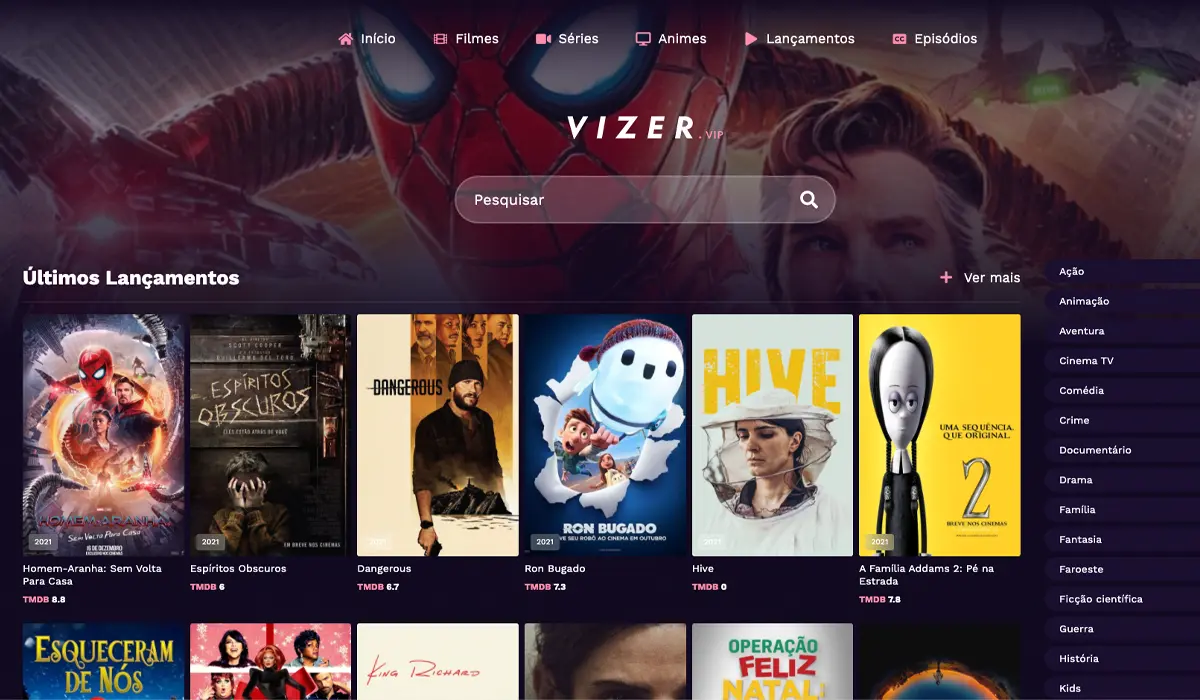 Início
Filmes
Séries
Animes
Lançamentos
Episódios
VIZER.VIP
Pesquisar
Últimos Lançamentos
Ver mais
HOMEM-ARANHA
SEM VOLTA PARA CASA
16 DE DEZEMBRO
2021
Homem-Aranha: Sem Volta
Para Casa
TMDB 8.8
SCOTT COOPER
GUILLERMO DEL TORO
ESPÍRITOS
OBSCUROS
ELES ESTÃO ATRÁS DE VOCÊ
EM BREVE NOS CINEMAS
2021
Espíritos Obscuros
TMDB 6
DANGEROUS
2021
Dangerous
TMDB 6.7
RON BUGADO
VE SEU ROBÔ AO CINEMA EM OUTUBRO
2021
Ron Bugado
TMDB 7.3
HIVE
2021
Hive
TMDB 0
UMA SEQUÊNCIA.
QUE ORIGINAL.
2
BREVE NOS CINEMAS
2021
A Família Addams 2: Pé na
Estrada
TMDB 7.8
ESQUECERAM
DE NÓS
KING RICHARD
OPERAÇÃO
FELIZ
NATAL
Ação
Animação
Aventura
Cinema TV
Comédia
Crime
Documentário
Drama
Família
Fantasia
Faroeste
Ficção científica
Guerra
História
Kids